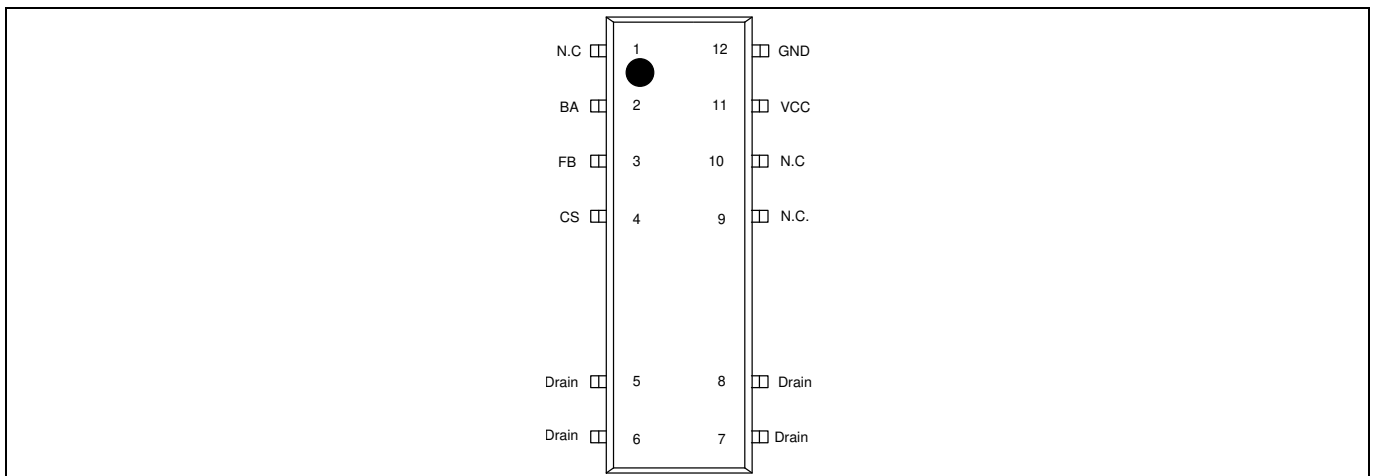 N.C 1 12 GND
BA 2 11 VCC
FB 3 10 N.C
CS 4 9 N.C.
Drain 5 8 Drain
Drain 6 7 Drain